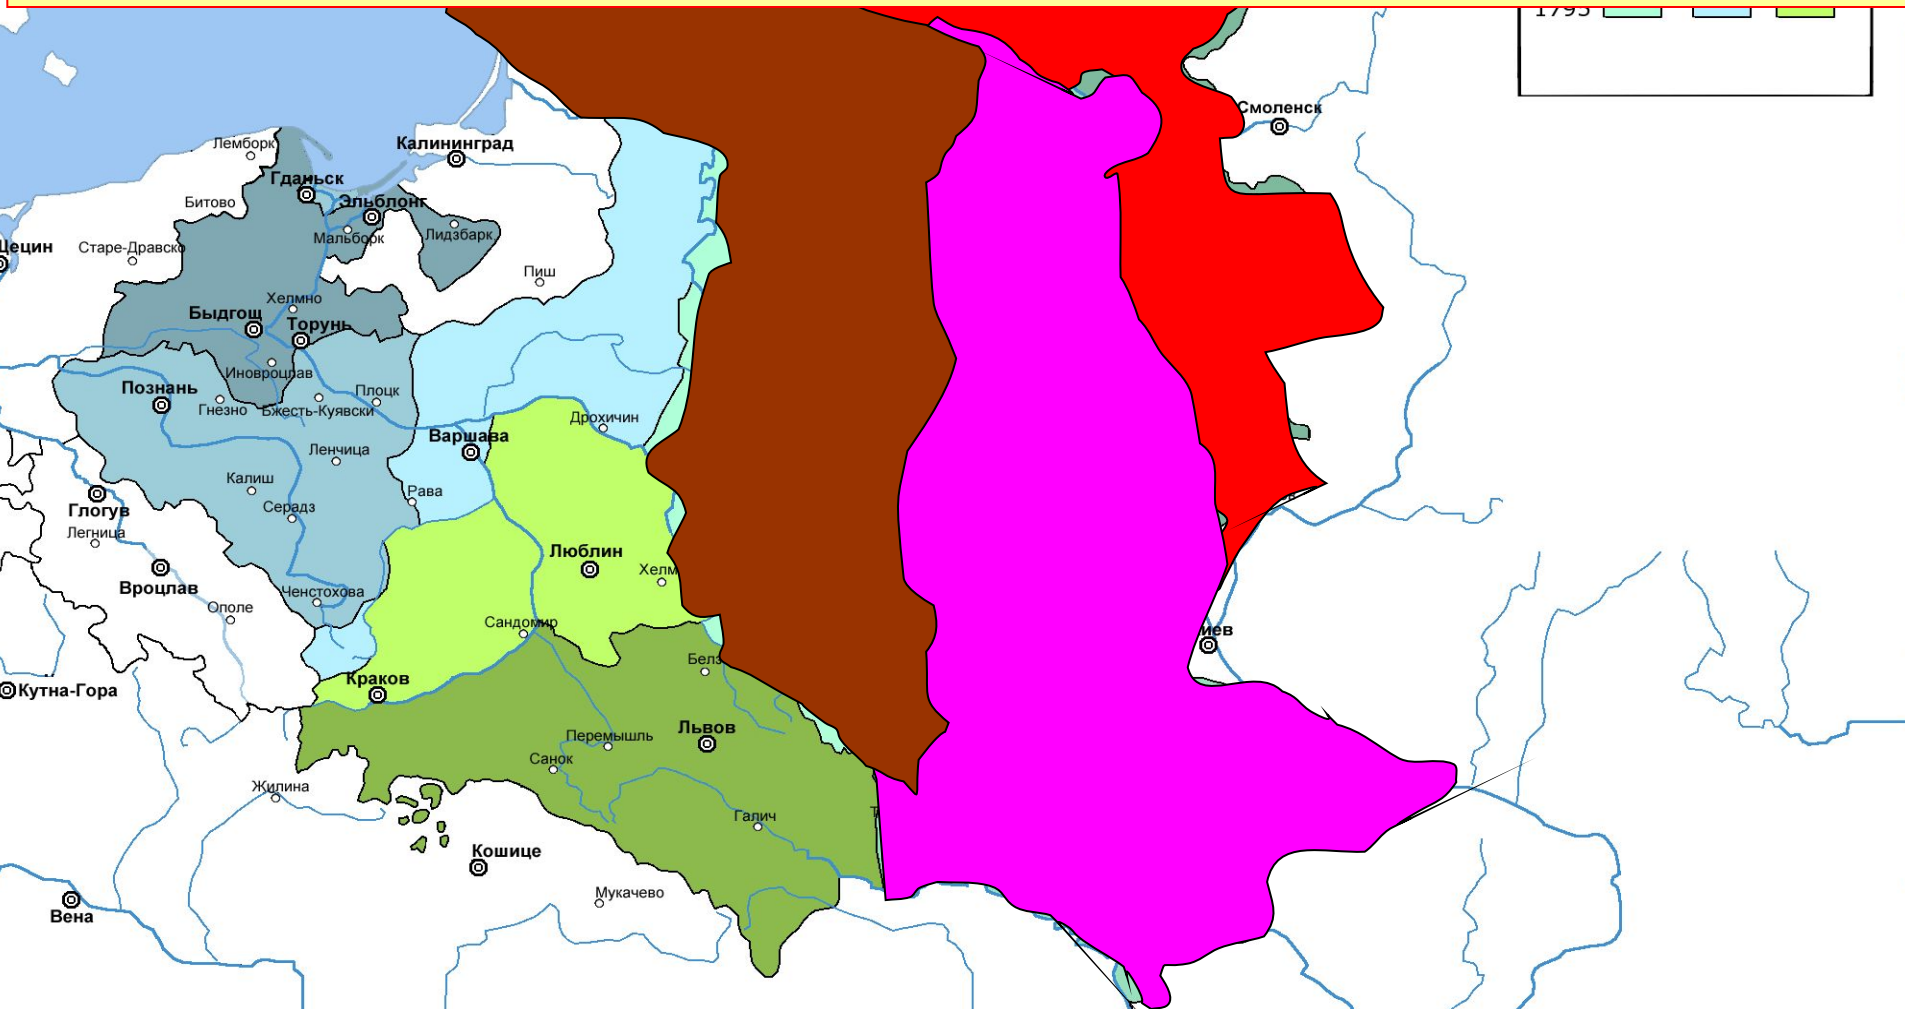 1795
Смоленск
Лемборк
Калининград
Гданьск
Битово
Эльблонг
Мальборк
Лидзбарк
Щецин
Старе-Дравско
Пиш
Хелмно
Быдгощ
Торунь
Иновроцлав
Познань
Гнезно
Бжесть-Куявски
Плоцк
Дрохичин
Варшава
Ленчица
Калиш
Рава
Серадз
Глогув
Легница
Люблин
Хелм
Вроцлав
Ченстохова
Ополе
Сандомир
иев
Белз
Краков
Кутна-Гора
Львов
Перемышль
Санок
Жилина
Галич
Т
Кошице
Мукачево
Вена